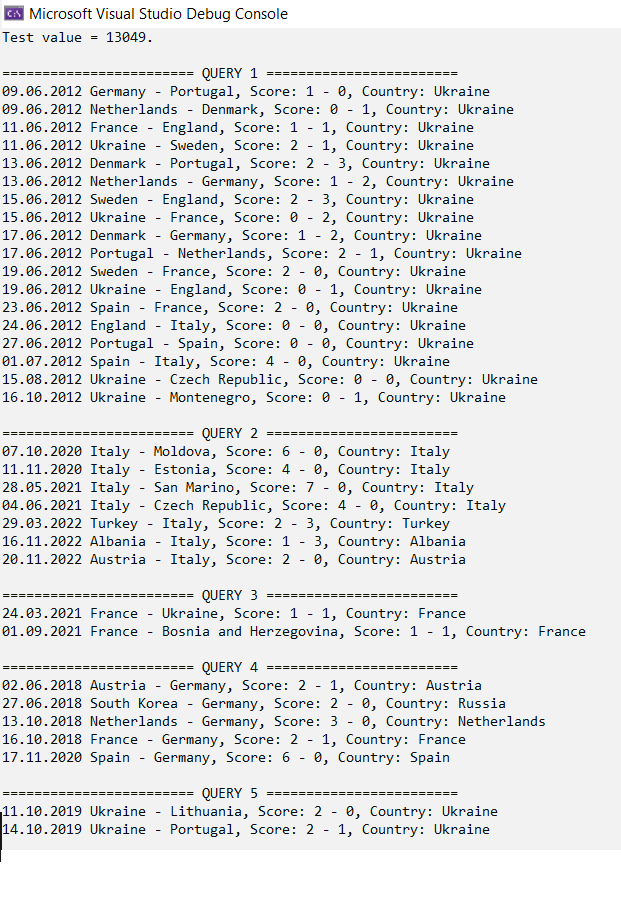 C:\ Microsoft Visual Studio Debug Console
Test value = 13049.
======================== QUERY 1 ========================
09.06.2012 Germany - Portugal, Score: 1 - 0, Country: Ukraine
09.06.2012 Netherlands - Denmark, Score: 0 - 1, Country: Ukraine
11.06.2012 France - England, Score: 1 - 1, Country: Ukraine
11.06.2012 Ukraine - Sweden, Score: 2 - 1, Country: Ukraine
13.06.2012 Denmark - Portugal, Score: 2 - 3, Country: Ukraine
13.06.2012 Netherlands - Germany, Score: 1 - 2, Country: Ukraine
15.06.2012 Sweden - England, Score: 2 - 3, Country: Ukraine
15.06.2012 Ukraine - France, Score: 0 - 2, Country: Ukraine
17.06.2012 Denmark - Germany, Score: 1 - 2, Country: Ukraine
17.06.2012 Portugal - Netherlands, Score: 2 - 1, Country: Ukraine
19.06.2012 Sweden - France, Score: 2 - 0, Country: Ukraine
19.06.2012 Ukraine - England, Score: 0 - 1, Country: Ukraine
23.06.2012 Spain - France, Score: 2 - 0, Country: Ukraine
24.06.2012 England - Italy, Score: 0 - 0, Country: Ukraine
27.06.2012 Portugal - Spain, Score: 0 - 0, Country: Ukraine
01.07.2012 Spain - Italy, Score: 4 - 0, Country: Ukraine
15.08.2012 Ukraine - Czech Republic, Score: 0 - 0, Country: Ukraine
16.10.2012 Ukraine - Montenegro, Score: 0 - 1, Country: Ukraine
======================== QUERY 2 ========================
07.10.2020 Italy - Moldova, Score: 6 - 0, Country: Italy
11.11.2020 Italy - Estonia, Score: 4 - 0, Country: Italy
28.05.2021 Italy - San Marino, Score: 7 - 0, Country: Italy
04.06.2021 Italy - Czech Republic, Score: 4 - 0, Country: Italy
29.03.2022 Turkey - Italy, Score: 2 - 3, Country: Turkey
16.11.2022 Albania - Italy, Score: 1 - 3, Country: Albania
20.11.2022 Austria - Italy, Score: 2 - 0, Country: Austria
======================== QUERY 3 ========================
24.03.2021 France - Ukraine, Score: 1 - 1, Country: France
01.09.2021 France - Bosnia and Herzegovina, Score: 1 - 1, Country: France
======================== QUERY 4 ========================
02.06.2018 Austria - Germany, Score: 2 - 1, Country: Austria
27.06.2018 South Korea - Germany, Score: 2 - 0, Country: Russia
13.10.2018 Netherlands - Germany, Score: 3 - 0, Country: Netherlands
16.10.2018 France - Germany, Score: 2 - 1, Country: France
17.11.2020 Spain - Germany, Score: 6 - 0, Country: Spain
======================== QUERY 5 ========================
11.10.2019 Ukraine - Lithuania, Score: 2 - 0, Country: Ukraine
14.10.2019 Ukraine - Portugal, Score: 2 - 1, Country: Ukraine